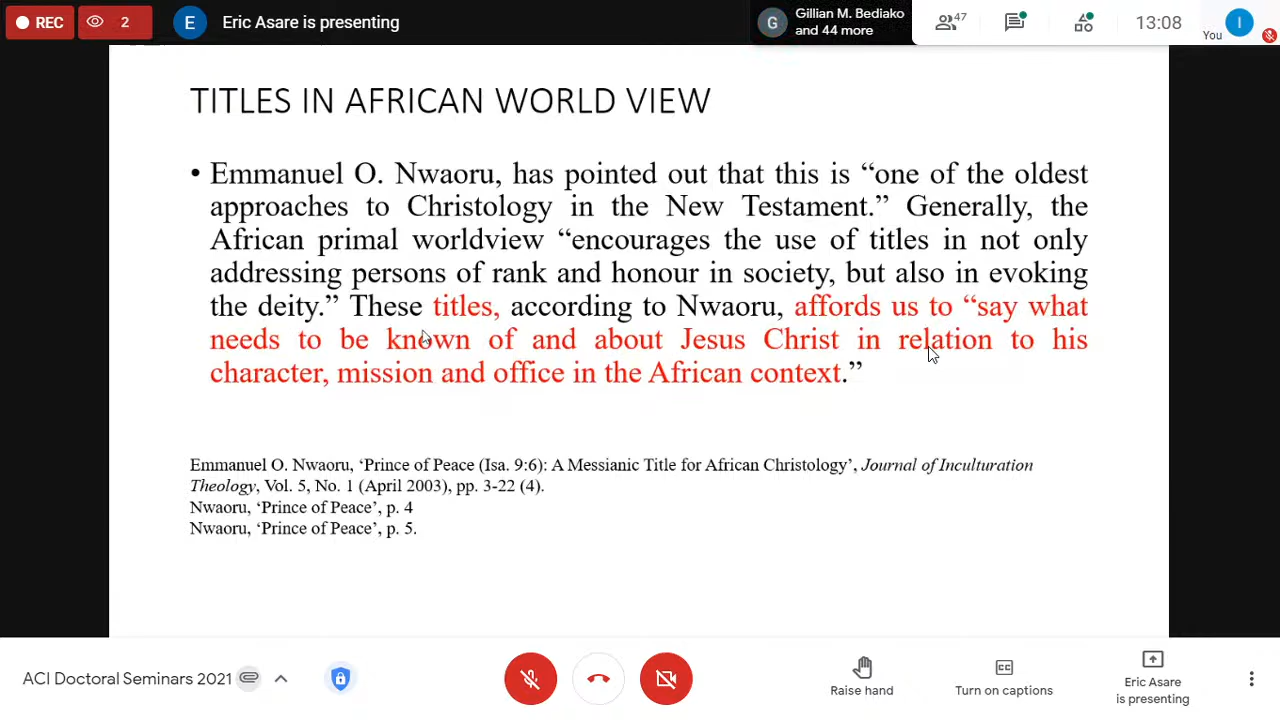 REC
2
E
Eric Asare is presenting
G
Gillian M. Bediako
and 44 more
47
13:08
You
I
TITLES IN AFRICAN WORLD VIEW
• Emmanuel O. Nwaoru, has pointed out that this is “one of the oldest
approaches to Christology in the New Testament.” Generally, the
African primal worldview “encourages the use of titles in not only
addressing persons of rank and honour in society, but also in evoking
the deity.” These titles, according to Nwaoru, affords us to “say what
needs to be known of and about Jesus Christ in relation to his
character, mission and office in the African context.”
Emmanuel O. Nwaoru, ‘Prince of Peace (Isa. 9:6): A Messianic Title for African Christology’, Journal of Inculturation
Theology, Vol. 5, No. 1 (April 2003), pp. 3-22 (4).
Nwaoru, ‘Prince of Peace’, p. 4
Nwaoru, ‘Prince of Peace’, p. 5.
ACI Doctoral Seminars 2021
Raise hand
CC
Turn on captions
Eric Asare
is presenting